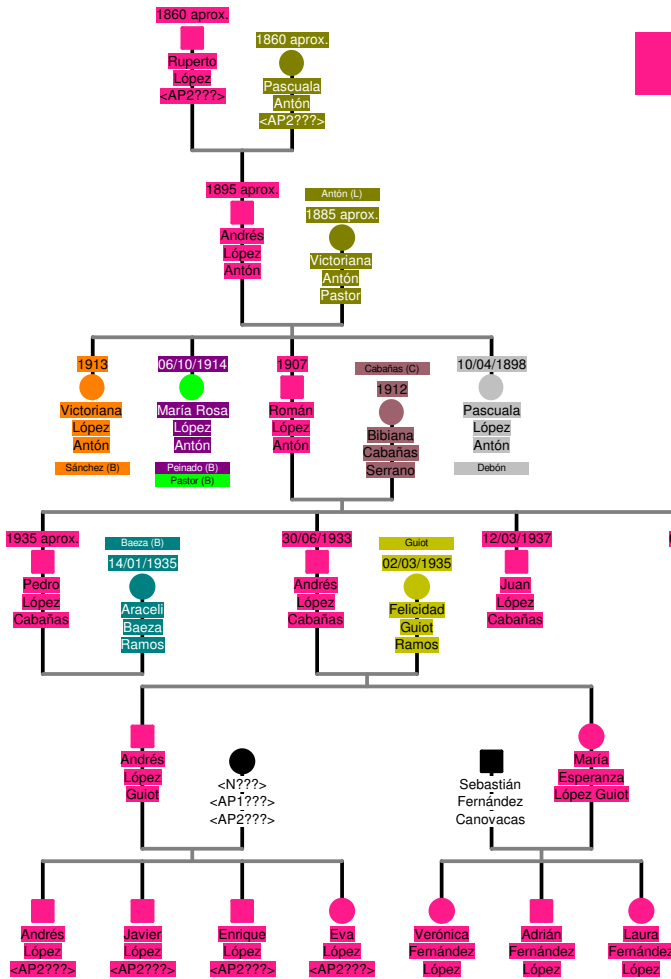 1860 aprox.
Ruperto
López
<AP2???>
1860 aprox.
Pascuala
Antón
<AP2???>
1895 aprox.
Andrés
López
Antón
Antón (L)
1885 aprox.
Victoriana
Antón
Pastor
1913
Victoriana
López
Antón
Sánchez (B)
06/10/1914
María Rosa
López
Antón
Peinado (B)
Pastor (B)
1907
Román
López
Antón
Cabañas (C)
1912
Bibiana
Cabañas
Serrano
10/04/1898
Pascuala
López
Antón
Debón
1935 aprox.
Pedro
López
Cabañas
Baeza (B)
14/01/1935
Araceli
Baeza
Ramos
30/06/1933
Andrés
López
Cabañas
Guiot
02/03/1935
Felicidad
Guiot
Ramos
12/03/1937
Juan
López
Cabañas
Andrés
López
Guiot
<N???>
<AP1???>
<AP2???>
Sebastián
Fernández
Canovacas
María
Esperanza
López Guiot
Andrés
López
<AP2???>
Javier
López
<AP2???>
Enrique
López
<AP2???>
Eva
López
<AP2???>
Verónica
Fernández
López
Adrián
Fernández
López
Laura
Fernández
López